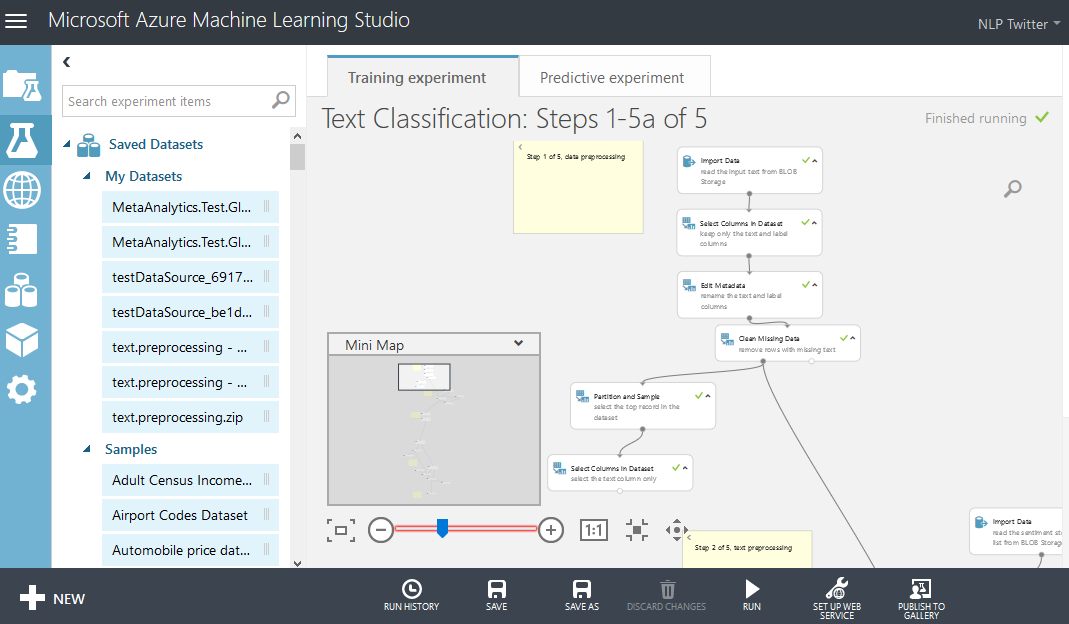 Microsoft Azure Machine Learning Studio
NLP Twitter
Search experiment items
Saved Datasets
My Datasets
MetaAnalytics.Test.Gl...
MetaAnalytics.Test.Gl...
testDataSource_6917...
testDataSource_be1d...
text.preprocessing - ...
text.preprocessing - ...
text.preprocessing.zip
Samples
Adult Census Income...
Airport Codes Dataset
Automobile price dat...
Training experiment
Predictive experiment
Text Classification: Steps 1-5a of 5
Finished running
Step 1 of 5, data preprocessing
Import Data
read the input text from BLOB
Storage
Select Columns in Dataset
keep only the text and label
columns
Edit Metadata
rename the text and label
columns
Clean Missing Data
remove rows with missing text
Partition and Sample
select the top record in the
dataset
Select Columns in Dataset
select the text column only
Import Data
read the sentiment st
list from BLOB Storag
Mini Map
1:1
Step 2 of 5, text preprocessing
NEW
RUN HISTORY
SAVE
SAVE AS
DISCARD CHANGES
RUN
SET UP WEB
SERVICE
PUBLISH TO
GALLERY